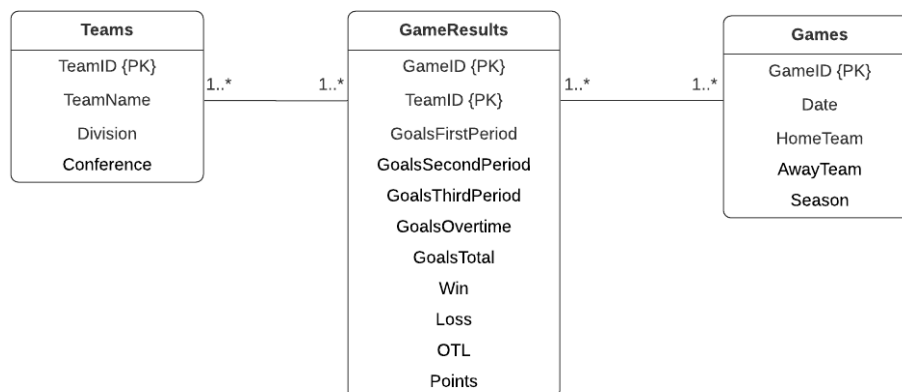 Teams
TeamID {PK}
TeamName
Division
Conference
1..*
1..*
GameResults
GameID {PK}
TeamID {PK}
GoalsFirstPeriod
GoalsSecondPeriod
GoalsThirdPeriod
GoalsOvertime
GoalsTotal
Win
Loss
OTL
Points
1..*
1..*
Games
GameID {PK}
Date
HomeTeam
AwayTeam
Season